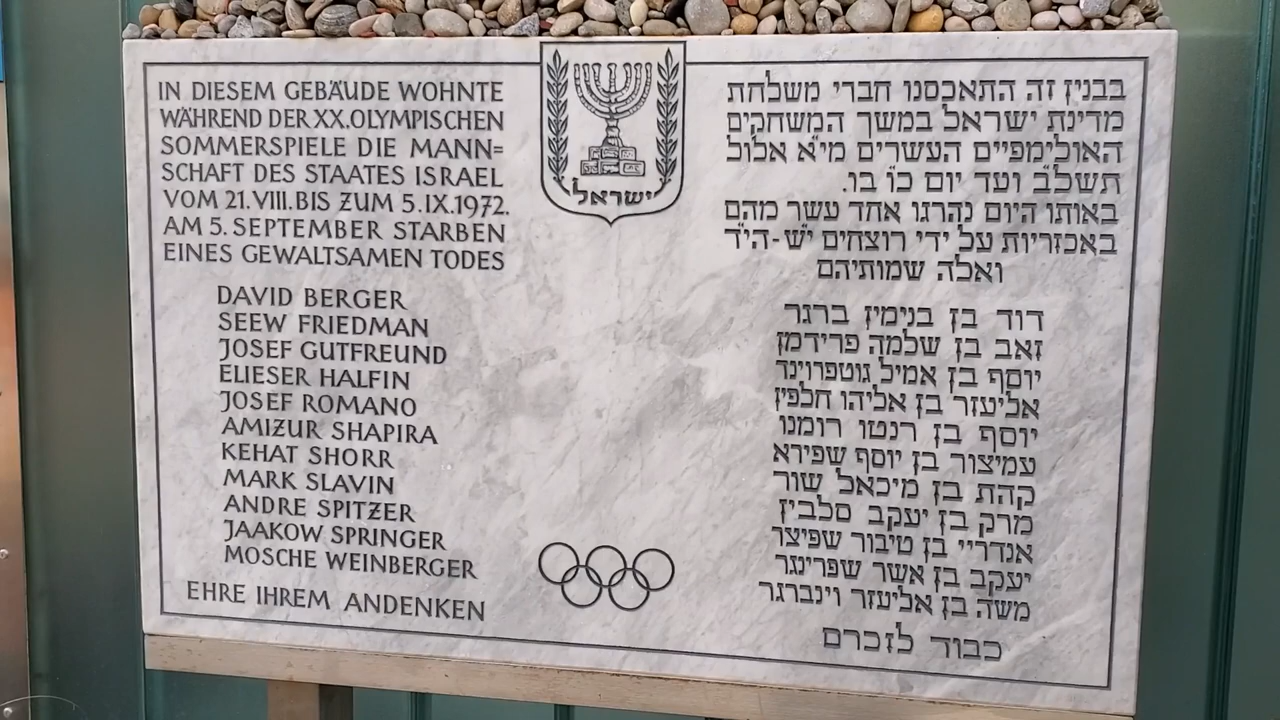 IN DIESEM GEBÄUDE WOHNTE
WÄHREND DER XX. OLYMPISCHEN
SOMMERSPIELE DIE MANN=
SCHAFT DES STAATES ISRAEL
VOM 21. VIII. BIS ZUM 5. IX. 1972.
AM 5. SEPTEMBER STARBEN
EINES GEWALTSAMEN TODES
DAVID BERGER
SEEW FRIEDMAN
JOSEF GUTFREUND
ELIESER HALFIN
JOSEF ROMANO
AMIZUR SHAPIRA
KEHAT SHORR
MARK SLAVIN
ANDRE SPITZER
JAAKOW SPRINGER
MOSCHE WEINBERGER
EHRE IHREM ANDENKEN
ישראל
בבנין זה התאכסנו חברי משלחת
מדינת ישראל במשך המשחקים
האולימפיים העשרים מי״א אלול
תשל״ב ועד יום כ״ו בו.
באותו היום נהרגו אחד עשר מהם
באכזריות על ידי רוצחים י״ש-הי״ד
ואלה שמותיהם
דוד בן בנימין ברגר
זאב בן שלמה פרידמן
יוסף בן אמיל גוטפרוינד
אליעזר בן אליהו חלפין
יוסף בן רנטו רומנו
עמיצור בן יוסף שפירא
קהת בן מיכאל שור
מרק בן יעקב סלבין
אנדריי בן טיבור שפיצר
יעקב בן אשר שפרינגר
משה בן אליעזר וינברגר
כבוד לזכרם